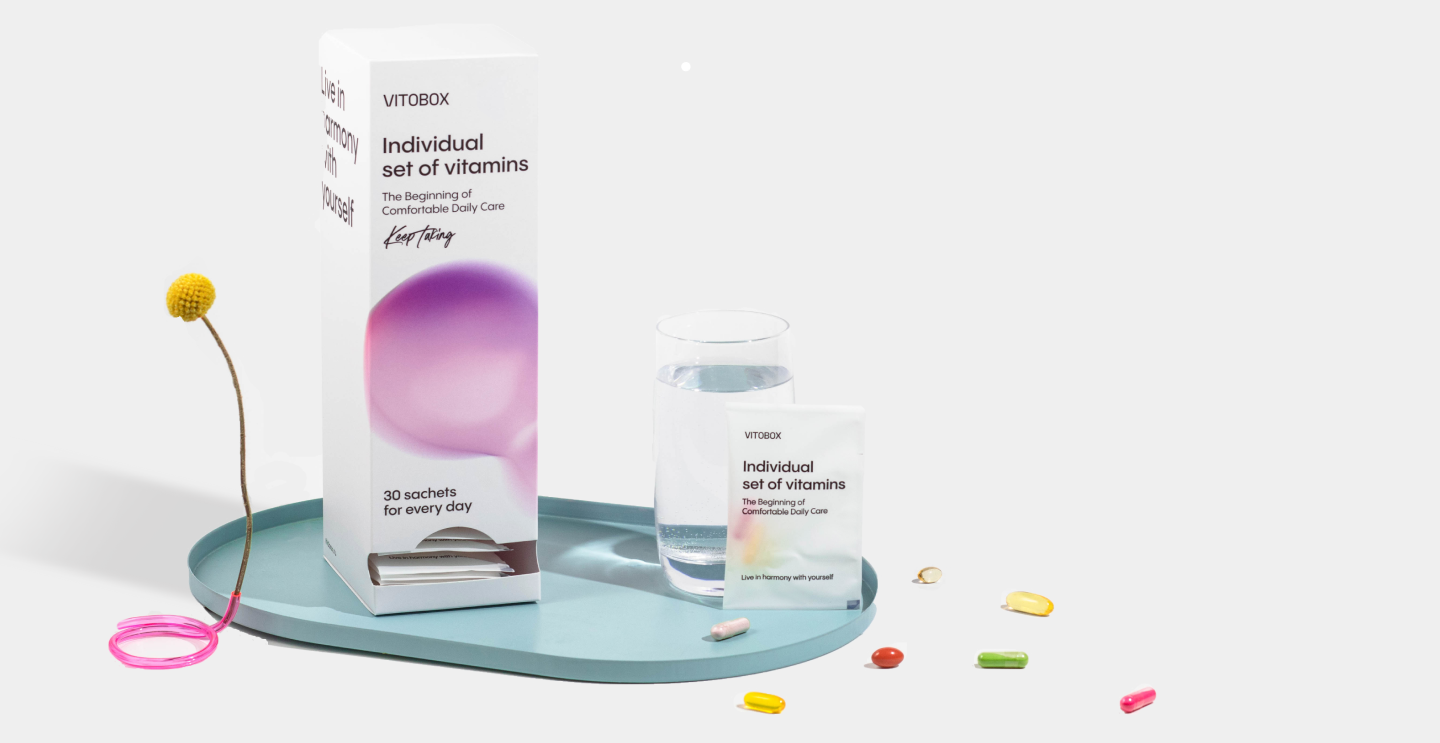 Live in
harmony
with
yourself
VITOBOX
Individual
set of vitamins
The Beginning of
Comfortable Daily Care
Keep Taking
30 sachets
for every day
VITOBOX
Individual
set of vitamins
The Beginning of
Comfortable Daily Care
Live in harmony with yourself